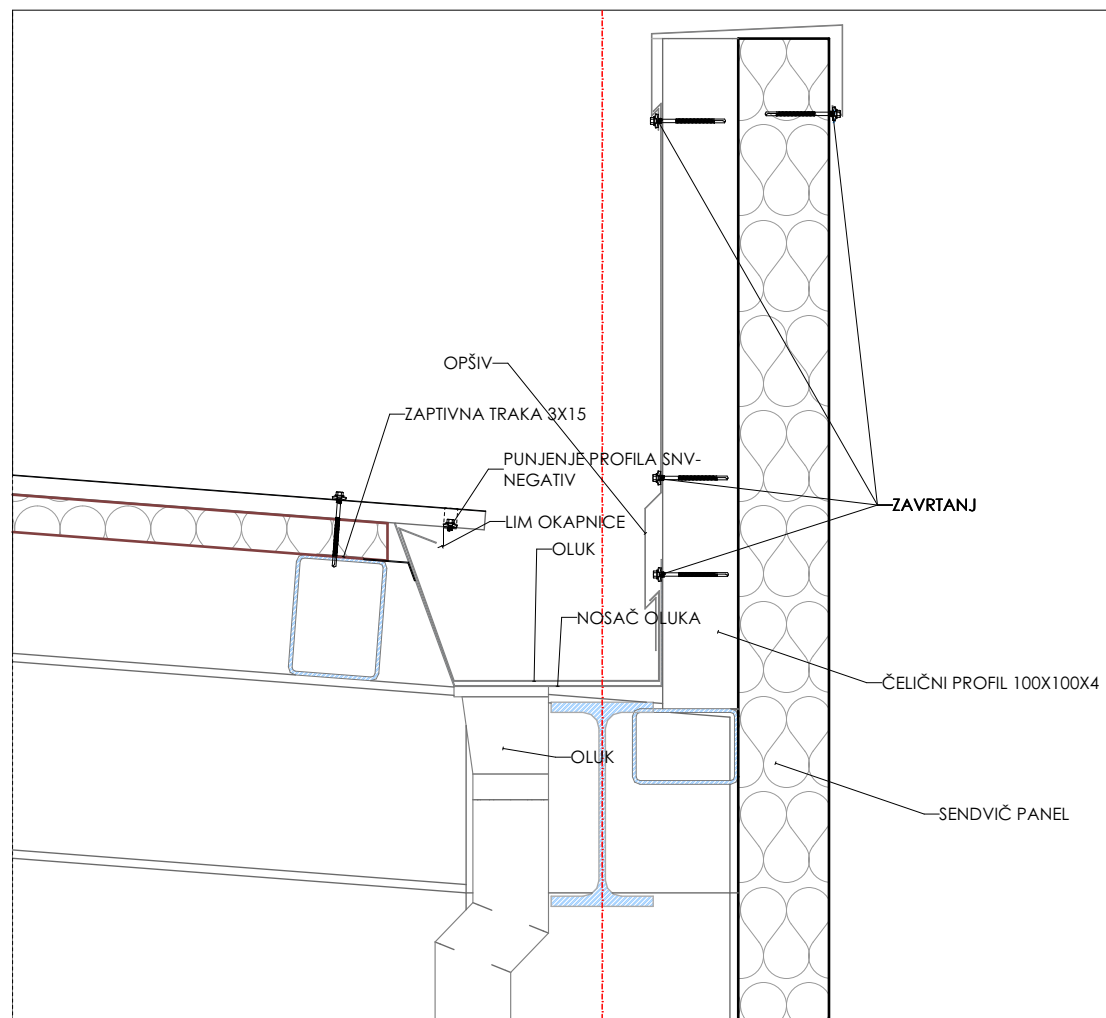 OPŠIV
ZAPTIVNA TRAKA 3X15
PUNJENJE PROFILA SNV-
NEGATIV
LIM OKAPNICE
OLUK
ZAVRTANJ
NOSAČ OLUKA
ČELIČNI PROFIL 100X100X4
OLUK
SENDVIČ PANEL